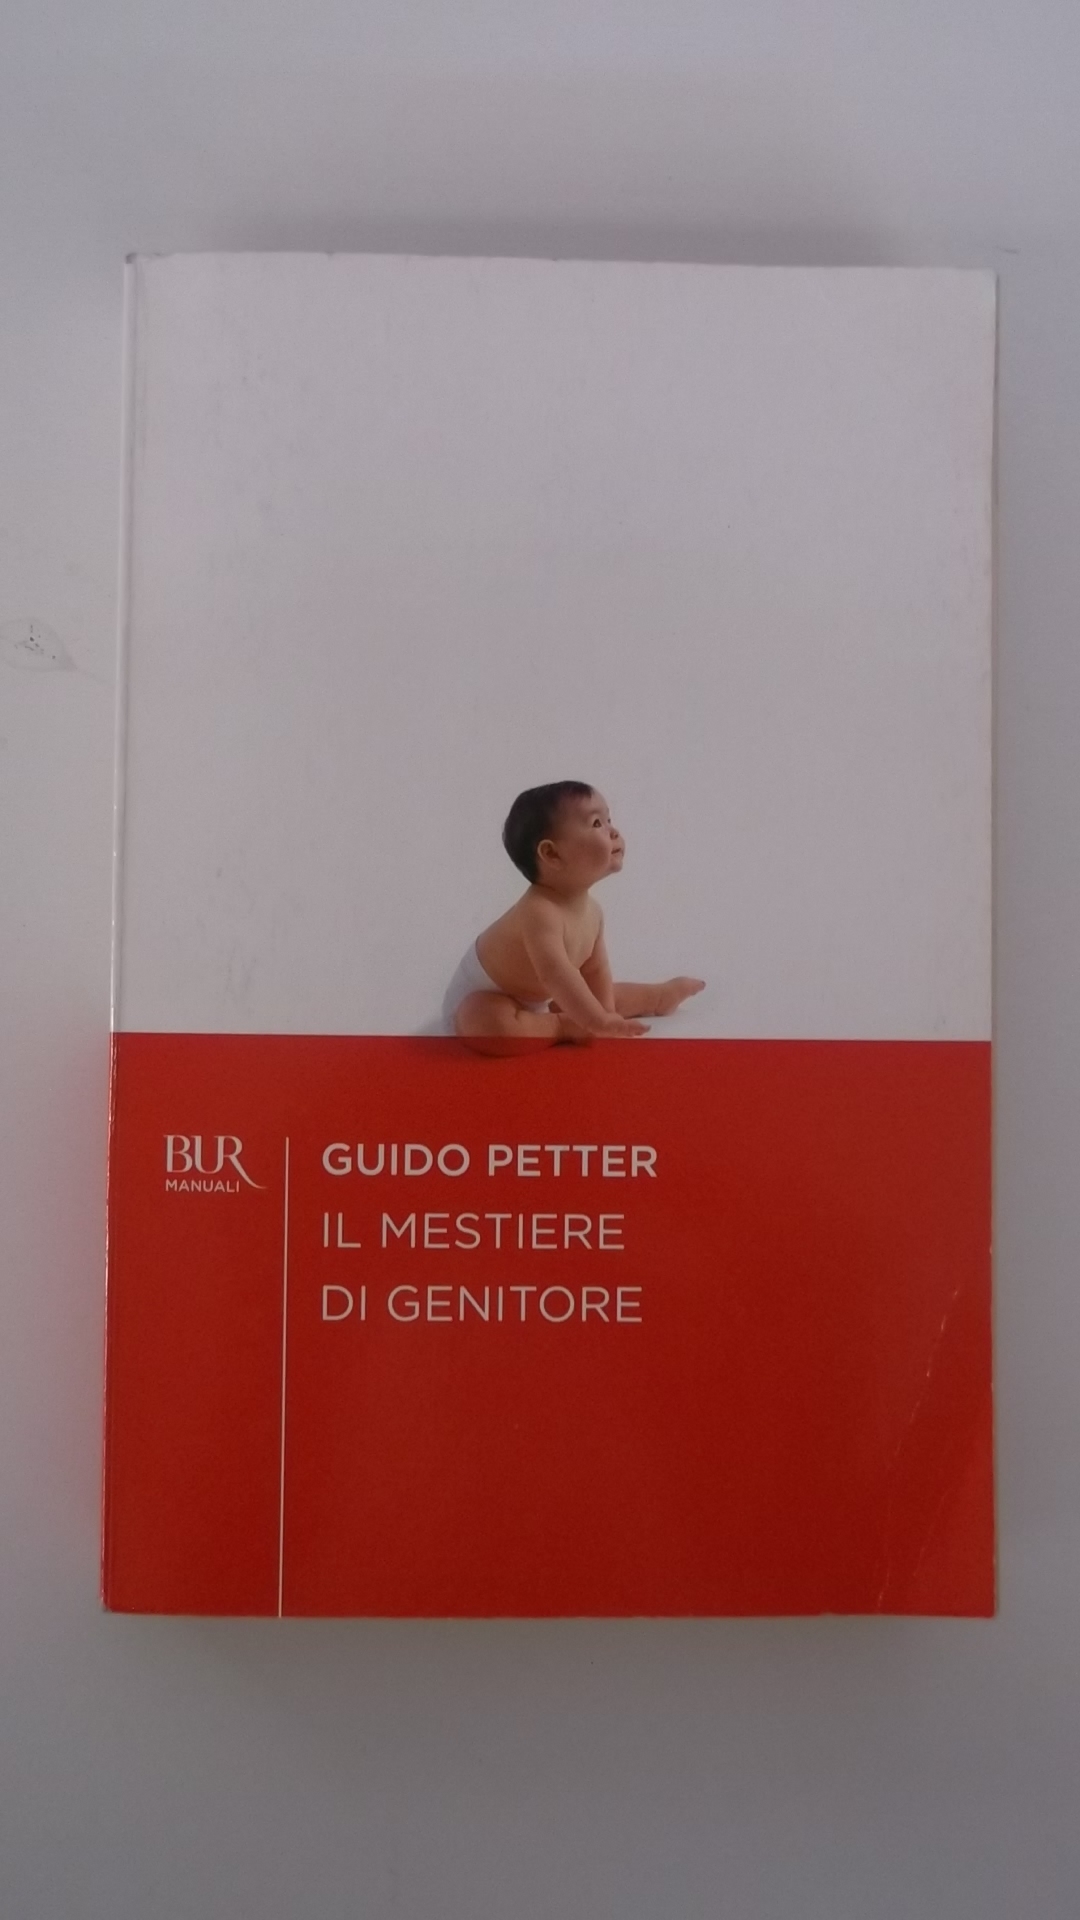 BUR
MANUALI
GUIDO PETTER
IL MESTIERE
DI GENITORE